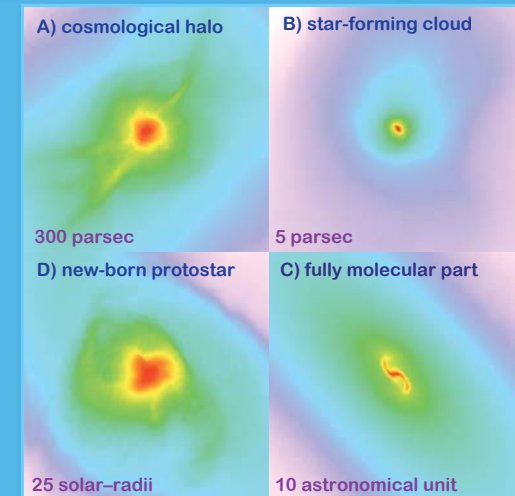 A) cosmological halo
B) star-forming cloud
300 parsec
5 parsec
D) new-born protostar
C) fully molecular part
25 solar–radii
10 astronomical unit